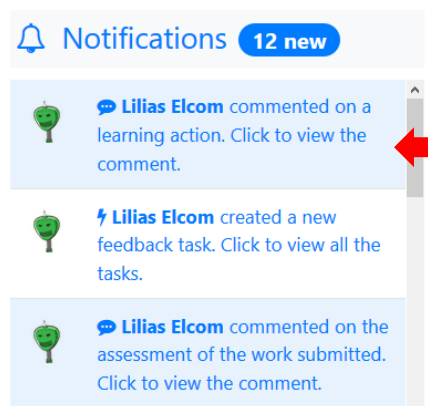 Notifications 12 new
Lilias Elcom commented on a
learning action. Click to view the
comment.
Lilias Elcom created a new
feedback task. Click to view all the
tasks.
Lilias Elcom commented on the
assessment of the work submitted.
Click to view the comment.